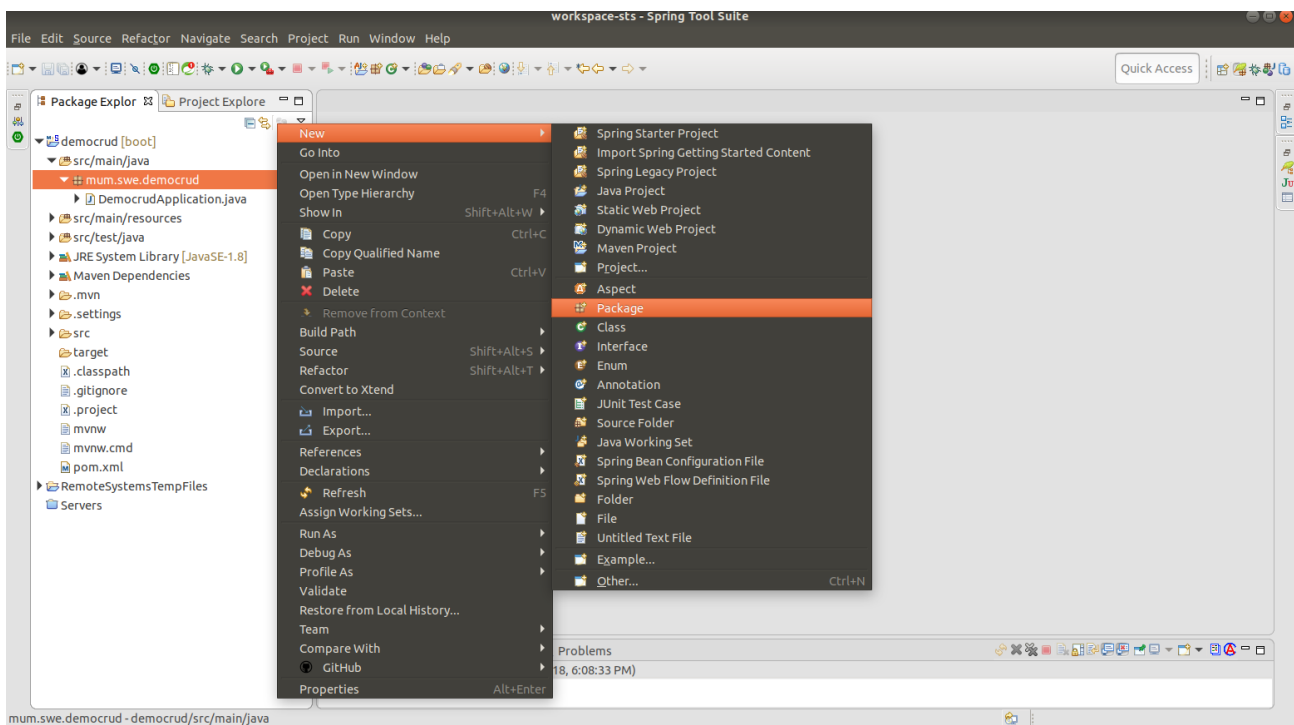 workspace-sts - Spring Tool Suite
File Edit Source Refactor Navigate Search Project Run Window Help
Quick Access
Package Explor
Project Explore
democrud [boot]
src/main/java
mum.swe.democrud
DemocrudApplication.java
src/main/resources
src/test/java
JRE System Library [JavaSE-1.8]
Maven Dependencies
.mvn
.settings
src
target
.classpath
.gitignore
.project
mvnw
mvnw.cmd
pom.xml
RemoteSystemsTempFiles
Servers
New
Go Into
Open in New Window
Open Type Hierarchy F4
Show In Shift+Alt+W
Copy Ctrl+C
Copy Qualified Name
Paste Ctrl+V
Delete
Remove from Context
Build Path
Source Shift+Alt+S
Refactor Shift+Alt+T
Convert to Xtend
Import...
Export...
References
Declarations
Refresh F5
Assign Working Sets...
Run As
Debug As
Profile As
Validate
Restore from Local History...
Team
Compare With
GitHub
Properties Alt+Enter
Spring Starter Project
Import Spring Getting Started Content
Spring Legacy Project
Java Project
Static Web Project
Dynamic Web Project
Maven Project
Project...
Aspect
Package
Class
Interface
Enum
Annotation
JUnit Test Case
Source Folder
Java Working Set
Spring Bean Configuration File
Spring Web Flow Definition File
Folder
File
Untitled Text File
Example...
Other... Ctrl+N
Ju
Problems
18, 6:08:33 PM)
mum.swe.democrud - democrud/src/main/java